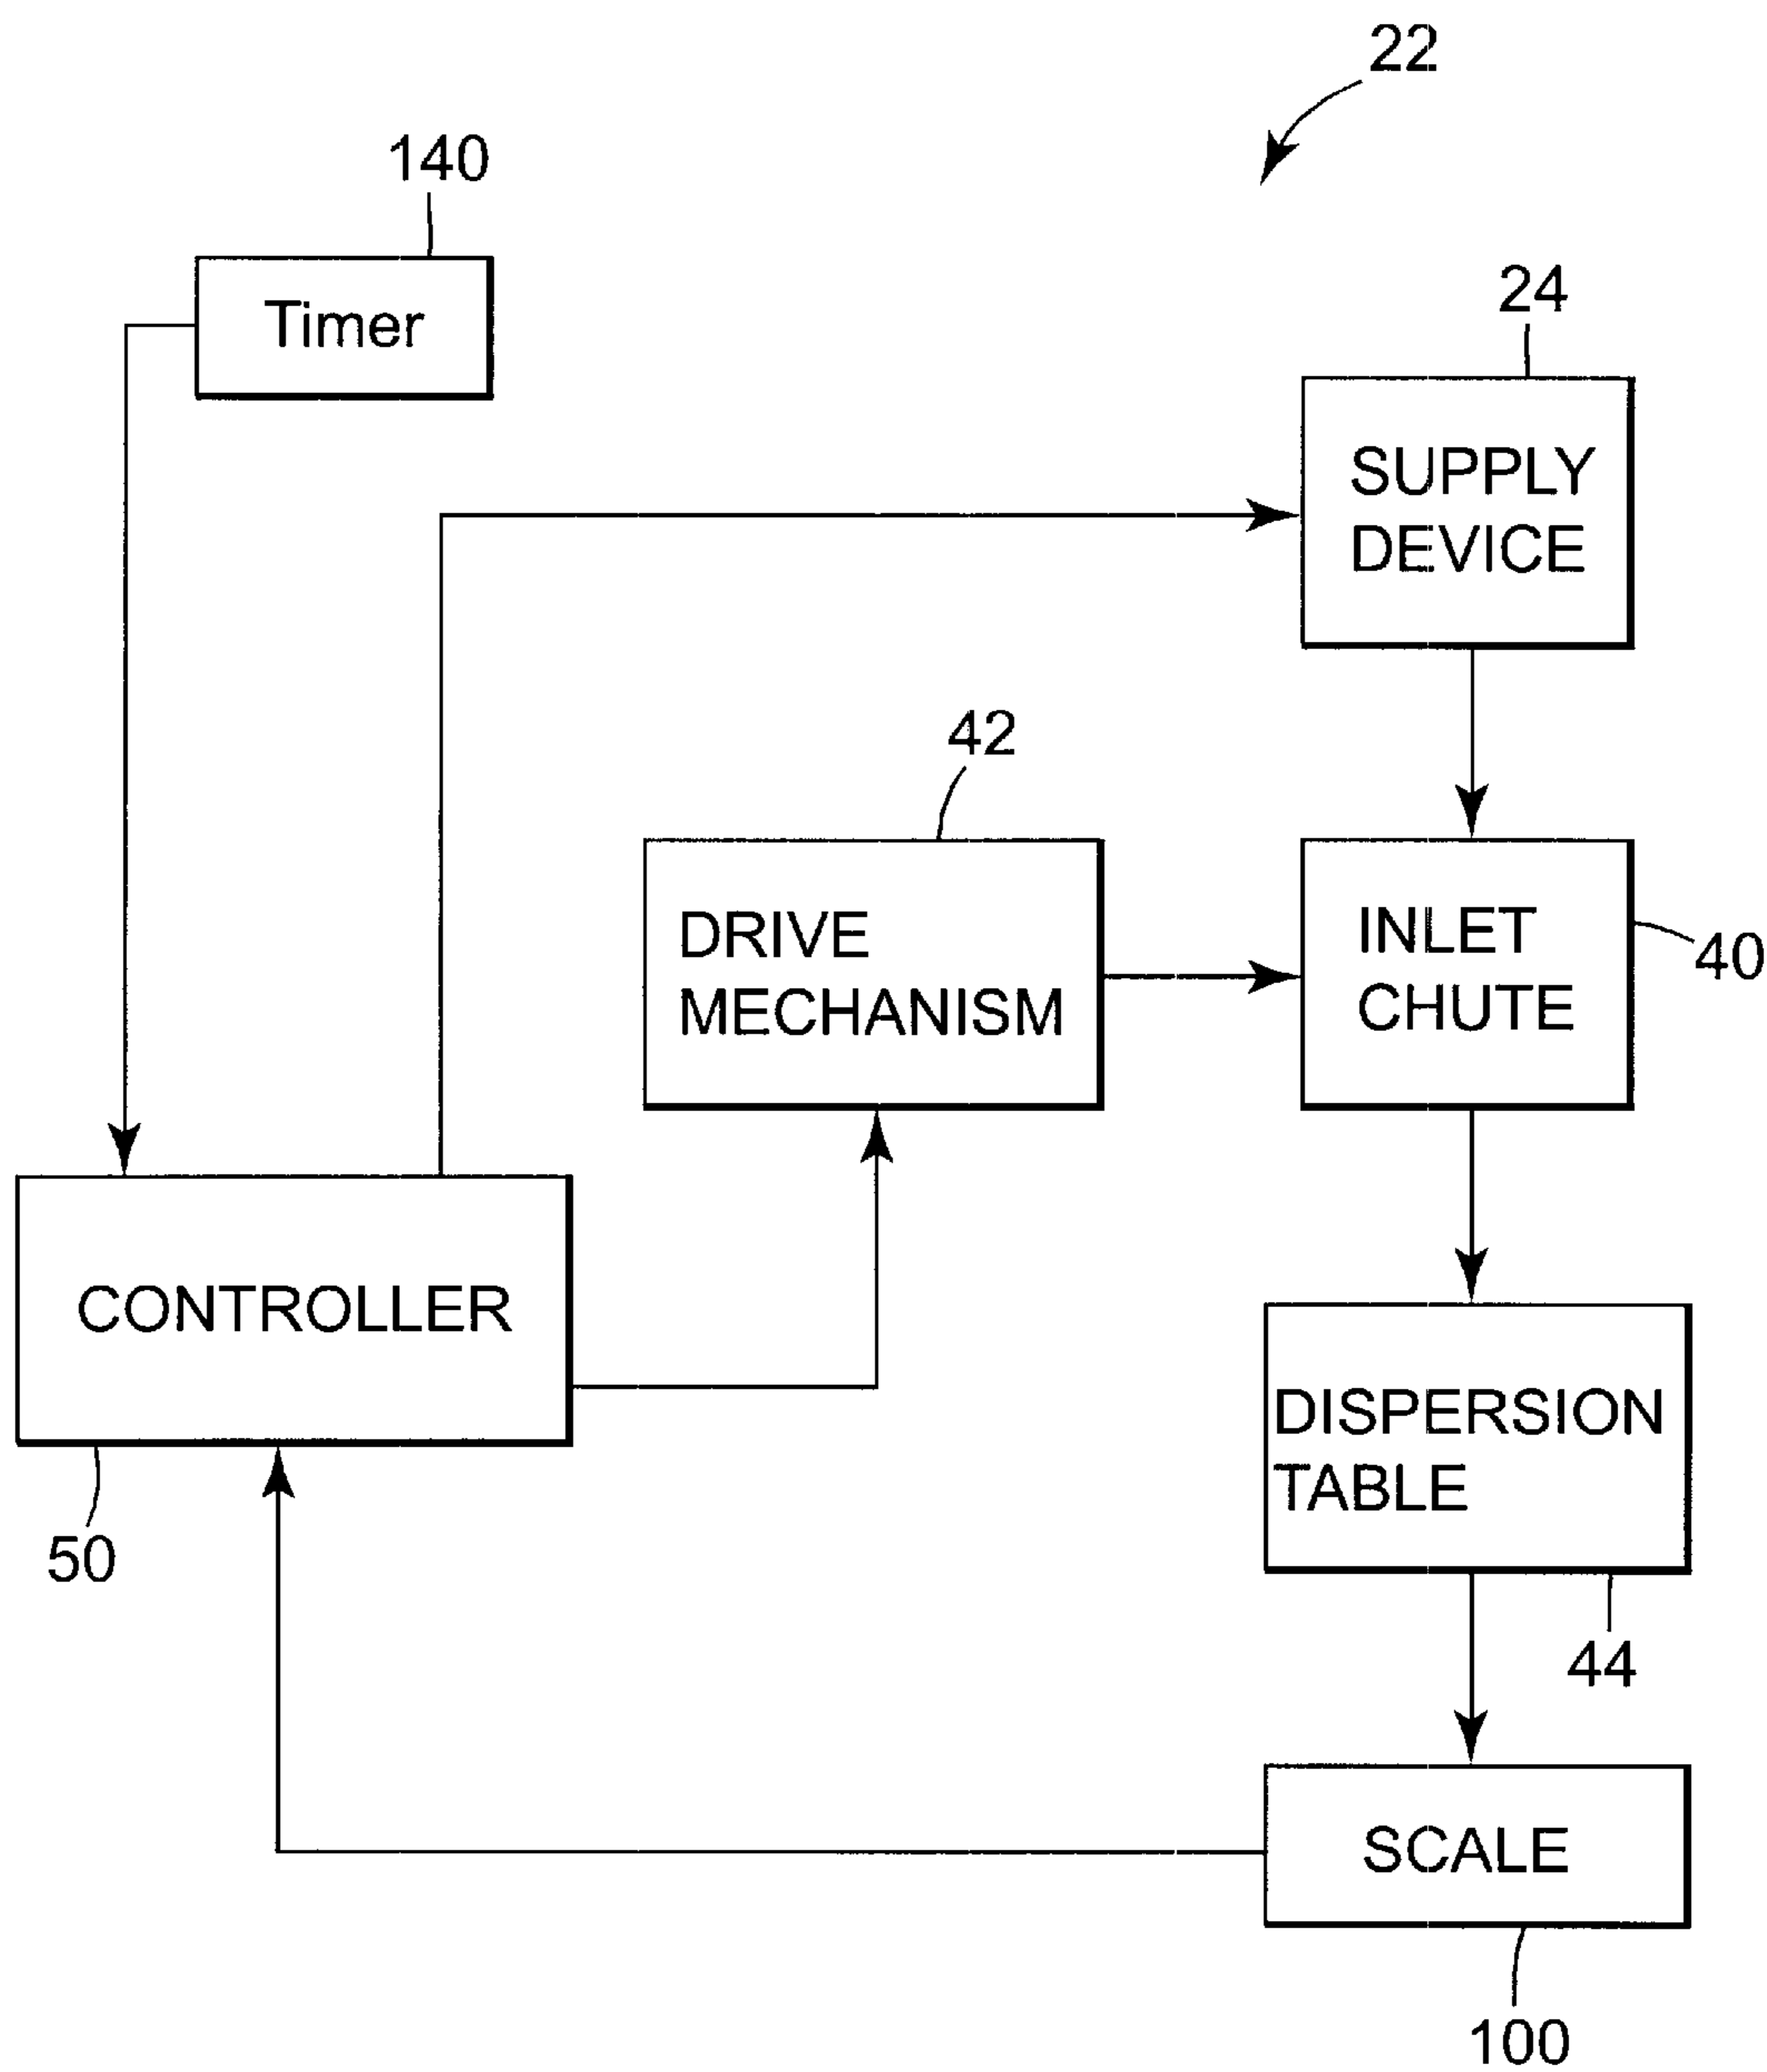 22
140
Timer
24
SUPPLY
DEVICE
42
DRIVE
MECHANISM
INLET
CHUTE
40
CONTROLLER
50
DISPERSION
TABLE
44
SCALE
100